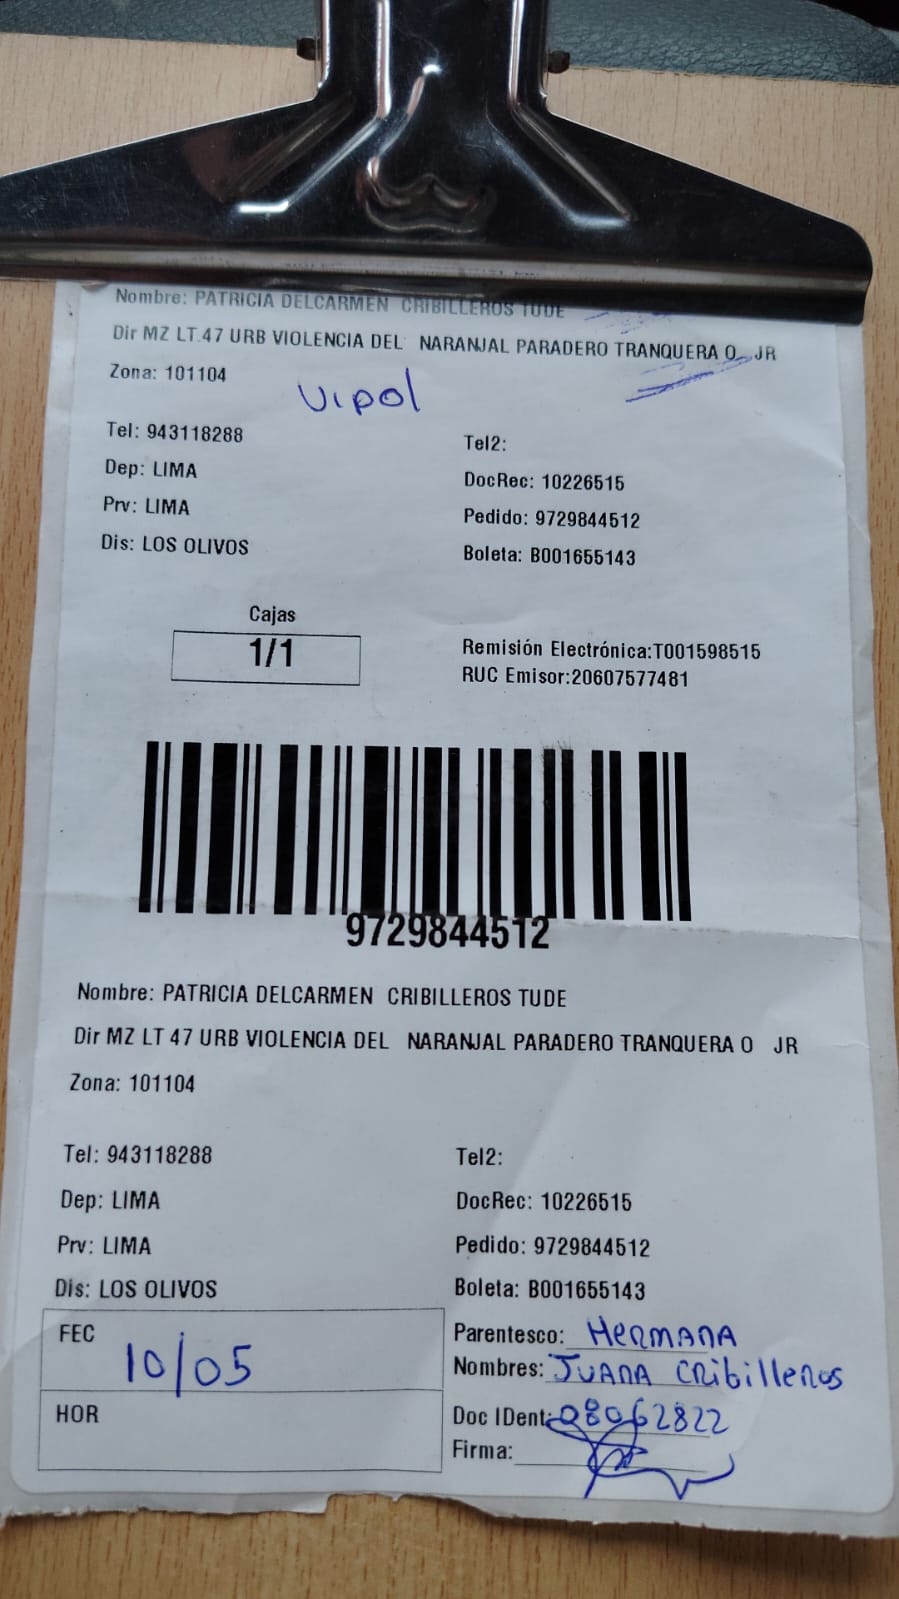 Nombre: PATRICIA DELCARMEN CRIBILLEROS TUDE
Dir MZ LT 47 URB VIOLENCIA DEL NARANJAL PARADERO TRANQUERA O JR
Zona: 101104
Vipol
Tel: 943118288
Tel2:
Dep: LIMA
DocRec: 10226515
Prv: LIMA
Pedido: 9729844512
Dis: LOS OLIVOS
Boleta: B001655143
Cajas
1/1
Remisión Electrónica:T001598515
RUC Emisor:20607577481
9729844512
Nombre: PATRICIA DELCARMEN CRIBILLEROS TUDE
Dir MZ LT 47 URB VIOLENCIA DEL NARANJAL PARADERO TRANQUERA O JR
Zona: 101104
Tel: 943118288
Tel2:
Dep: LIMA
DocRec: 10226515
Prv: LIMA
Pedido: 9729844512
Dis: LOS OLIVOS
Boleta: B001655143
FEC 10/05
HOR
Parentesco: HERMANA
Nombres: JUANA CRibilleROS
Doc IDent: 08062822
Firma: